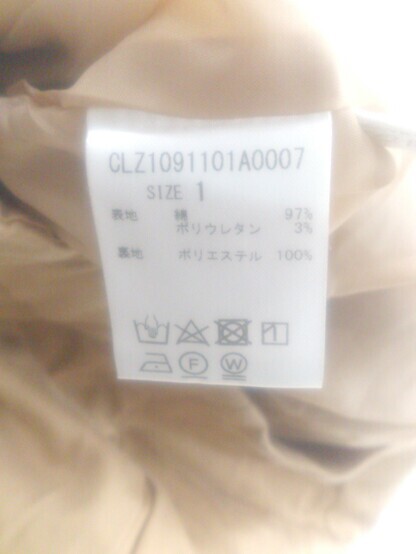 CLZ1091101A0007
SIZE 1
表地 綿 97%
ポリウレタン 3%
裏地 ポリエステル 100%
F W